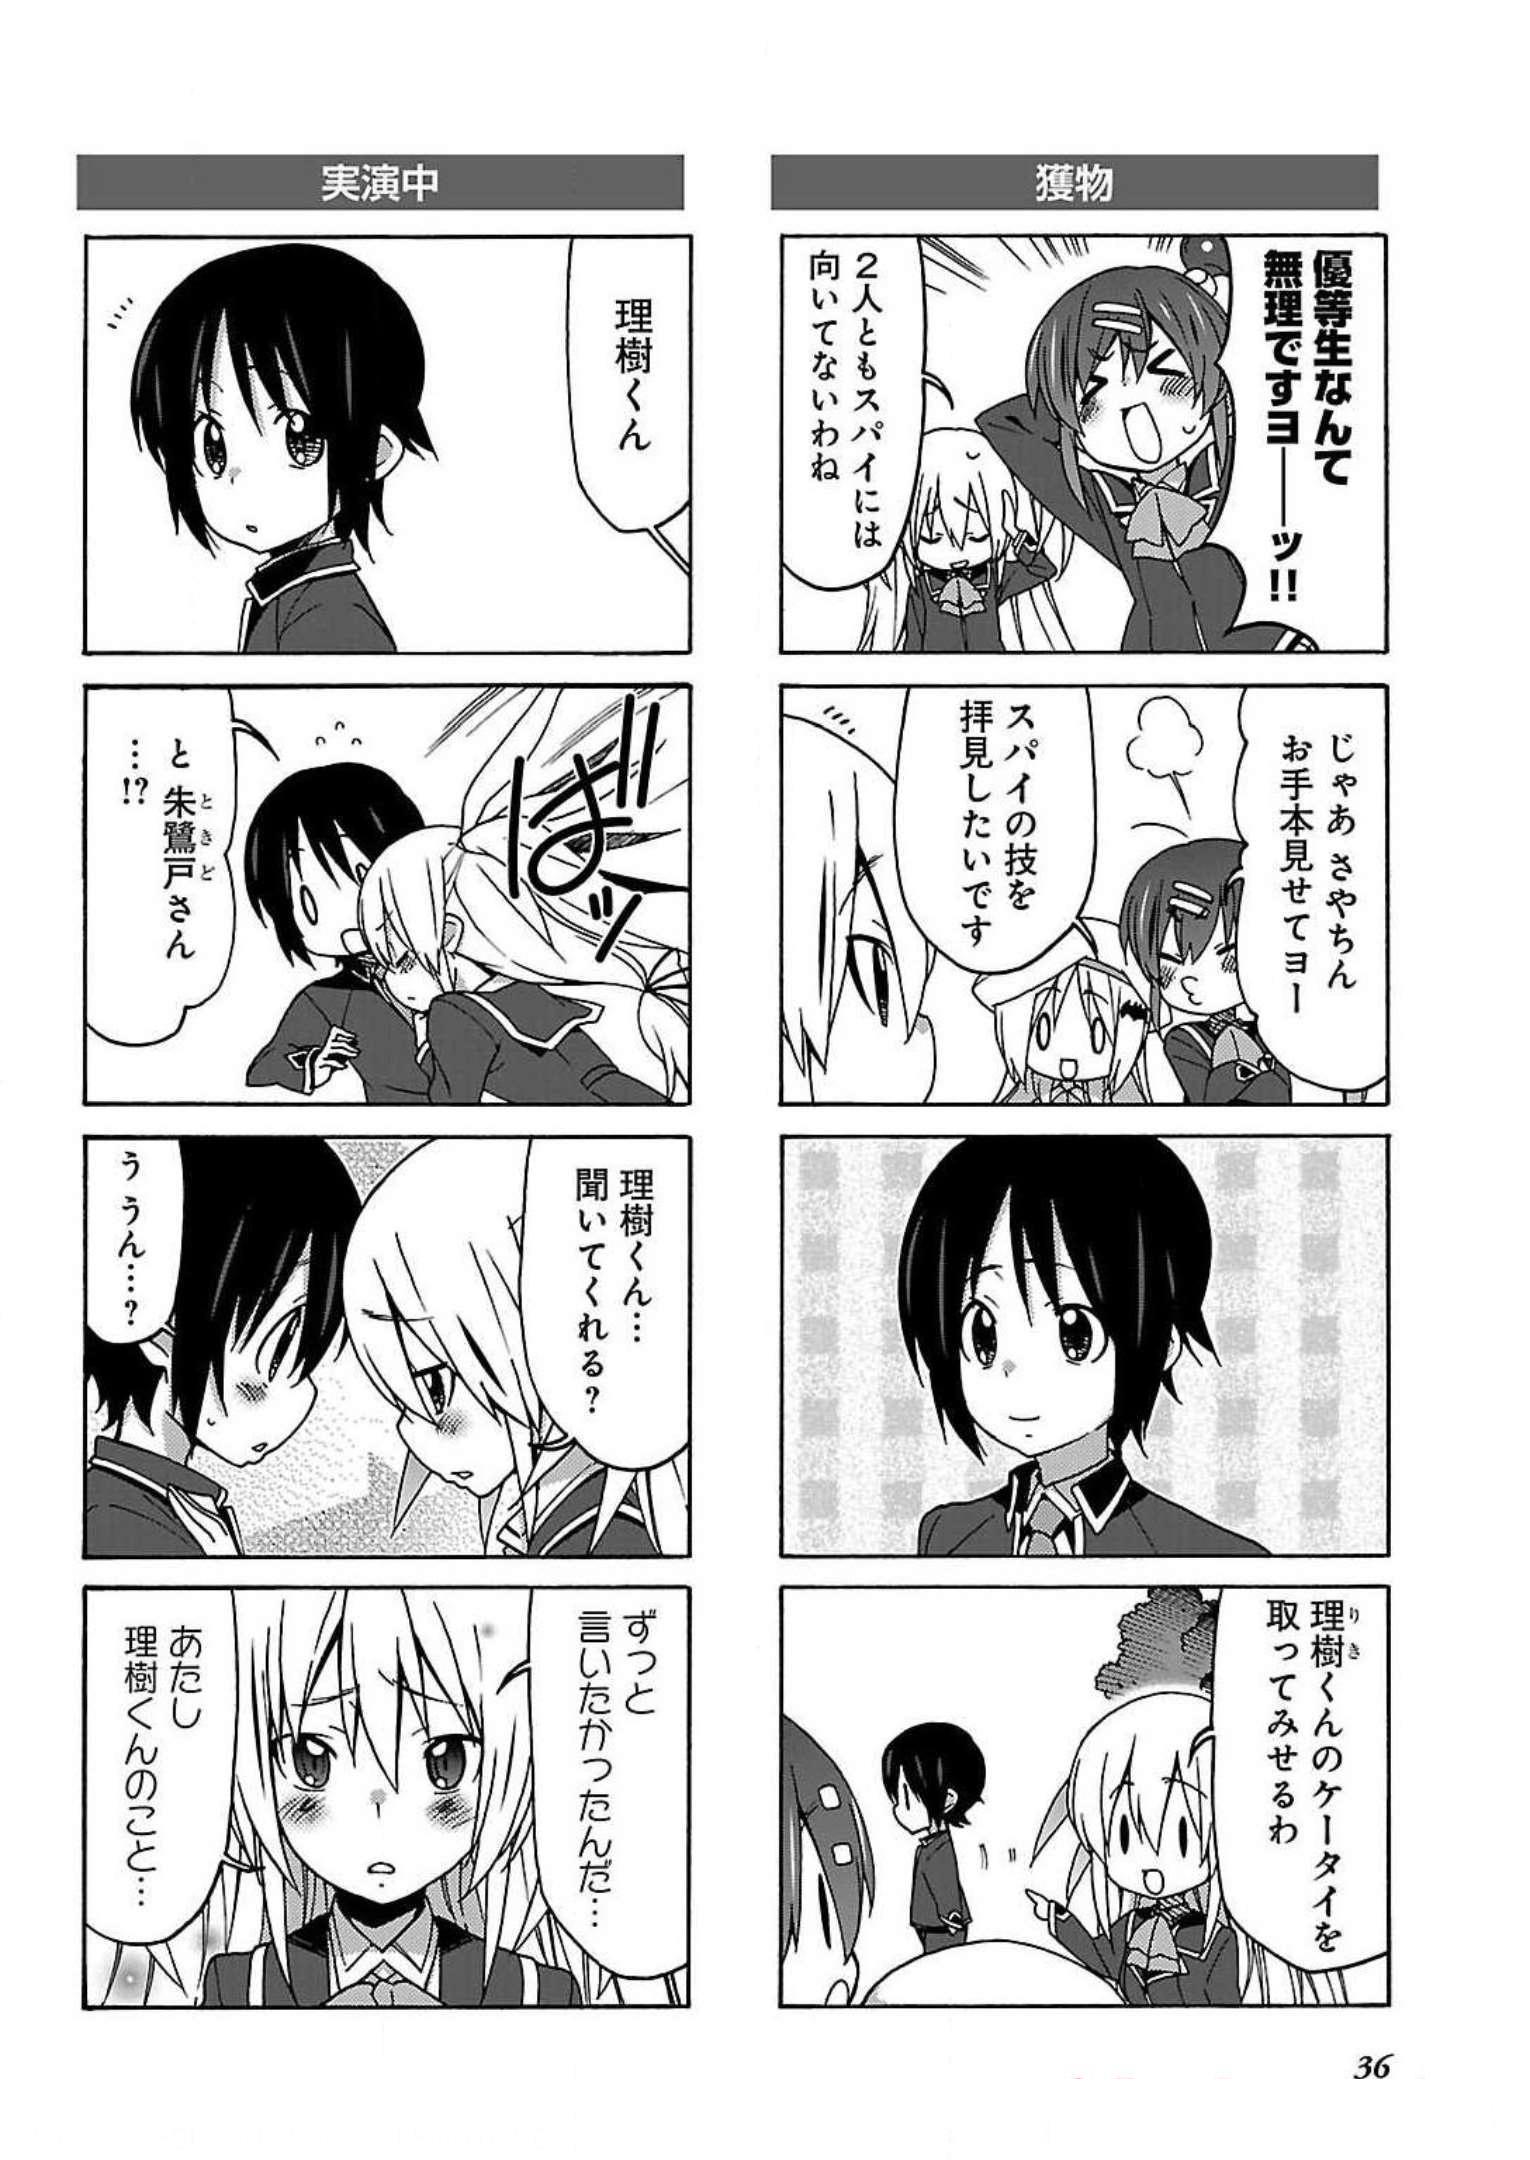 獲物
優等生なんて
無理ですヨ――ッ!!
2人ともスパイには
向いてないわね
じゃあ さやちん
お手本見せてヨー
スパイの技を
拝見したいです
理樹くんのケータイを
りき
取ってみせるわ
実演中
理樹くん
ばっ
と 朱鷺戸さん
ときど
…!?
理樹くん…
聞いてくれる?
う うん…?
ずっと
言いたかったんだ…
あたし
理樹くんのこと…
36